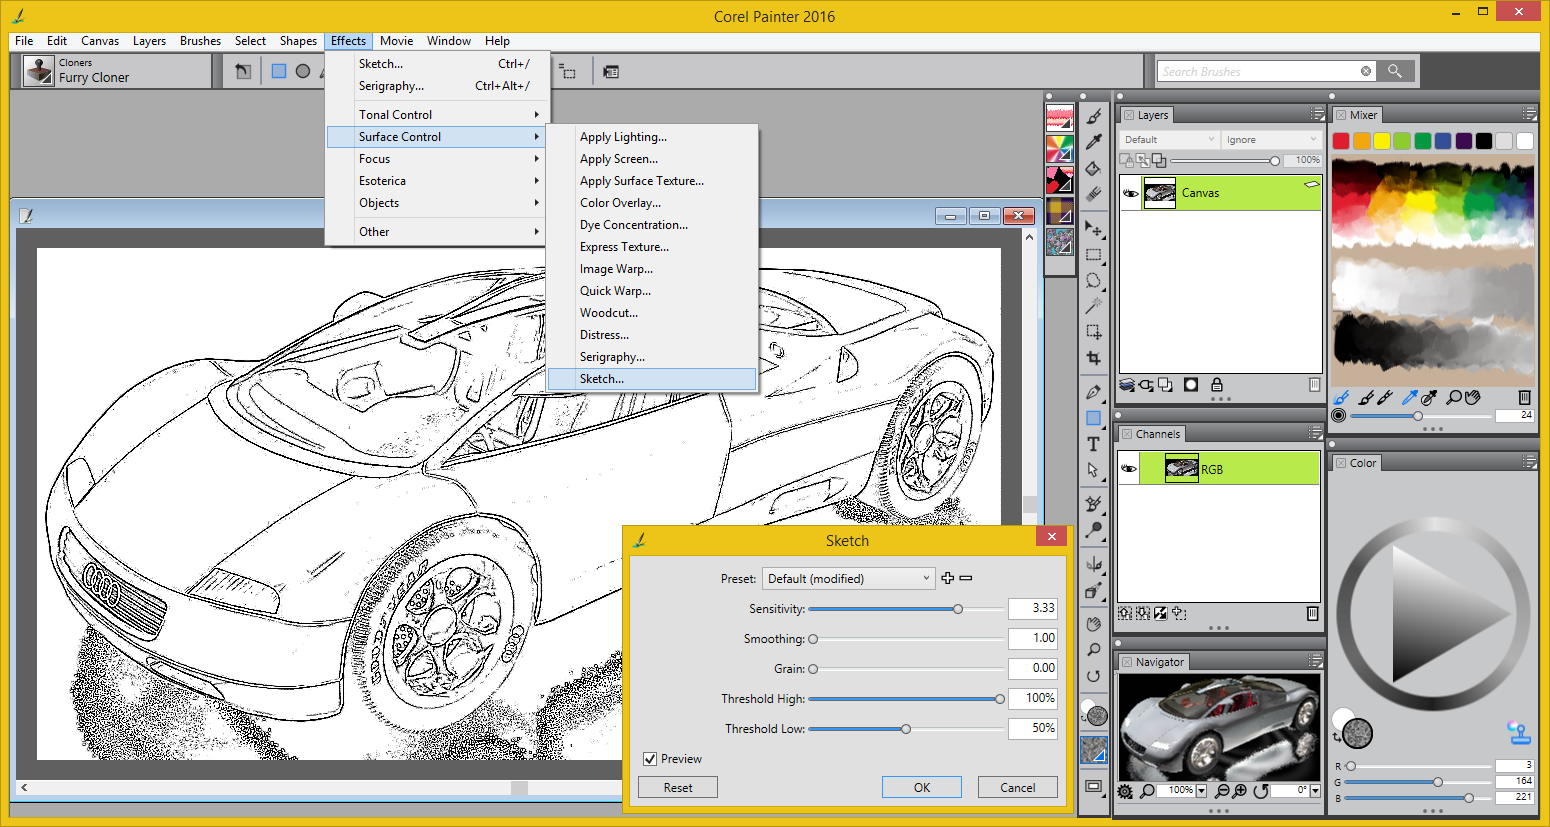 Corel Painter 2016
File Edit Canvas Layers Brushes Select Shapes Effects Movie Window Help
Cloners
Furry Cloner
Search Brushes
Sketch... Ctrl+/
Serigraphy... Ctrl+Alt+/
Tonal Control
Surface Control
Focus
Esoterica
Objects
Other
Apply Lighting...
Apply Screen...
Apply Surface Texture...
Color Overlay...
Dye Concentration...
Express Texture...
Image Warp...
Quick Warp...
Woodcut...
Distress...
Serigraphy...
Sketch...
Sketch
Preset: Default (modified)
Sensitivity: 3.33
Smoothing: 1.00
Grain: 0.00
Threshold High: 100%
Threshold Low: 50%
Preview
Reset OK Cancel
T
Layers
Default Ignore
100%
Canvas
Channels
RGB
Navigator
100% 0°
Mixer
24
Color
R 3
G 164
B 221